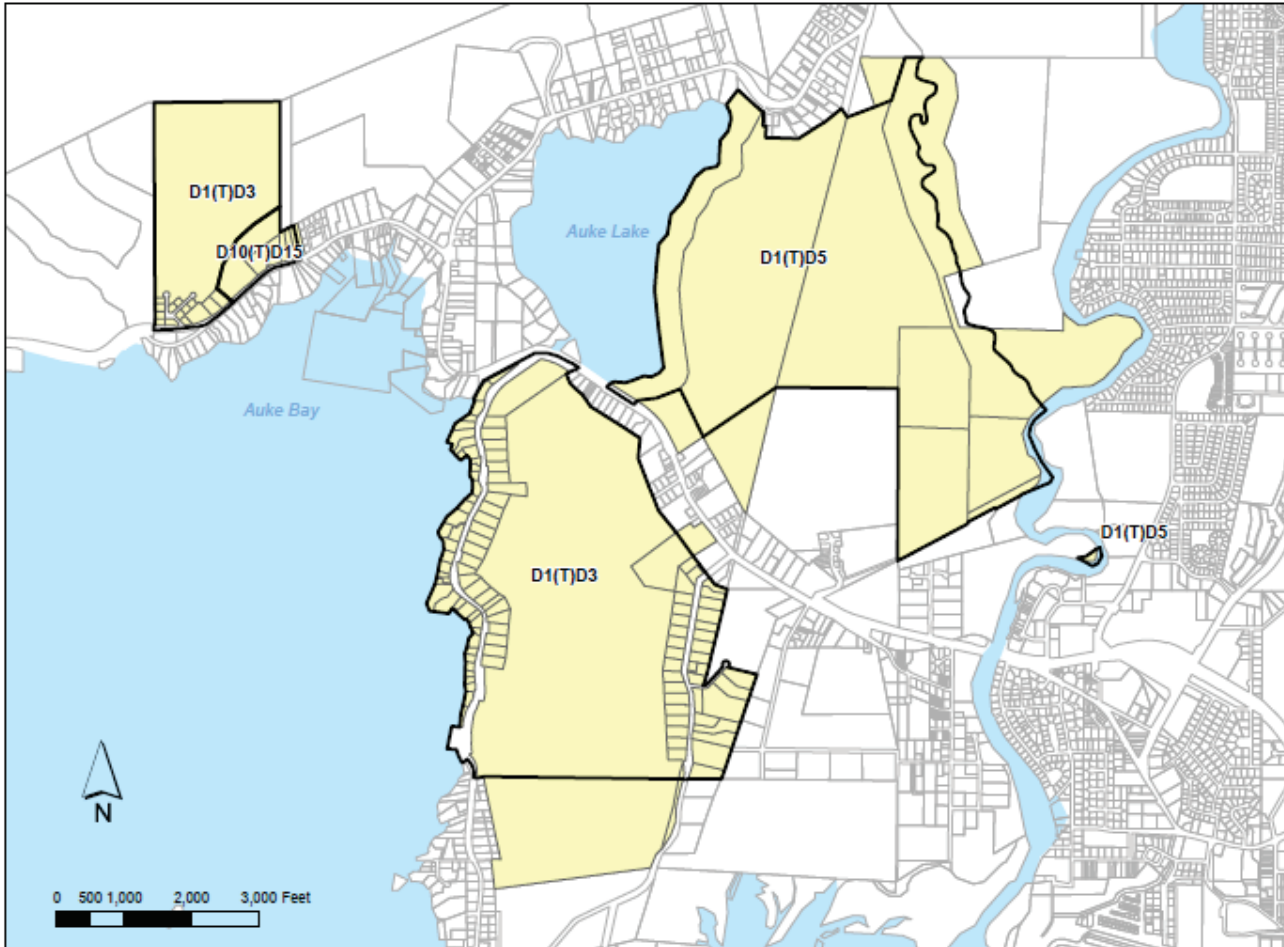 D1(T)D3
D10(T)D15
Auke Lake
D1(T)D5
Auke Bay
D1(T)D5
D1(T)D3
N
0 500 1,000 2,000 3,000 Feet